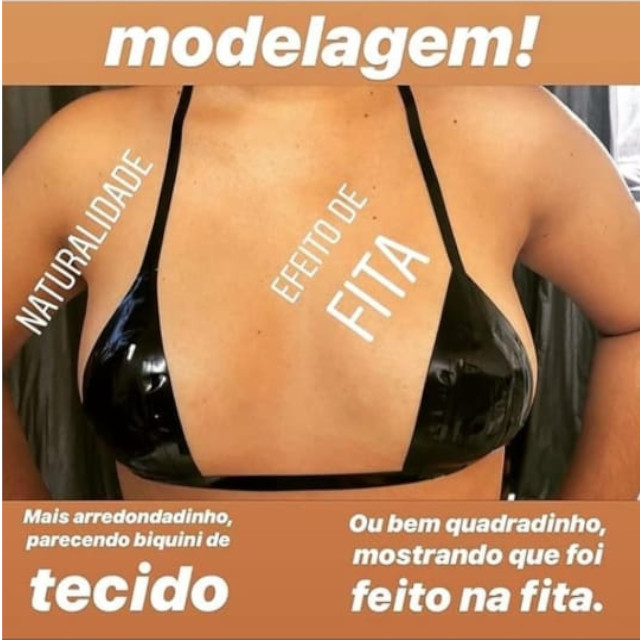 modelagem!
NATURALIDADE
EFEITO DE
FITA
Mais arredondadinho,
parecendo biquini de
tecido
Ou bem quadradinho,
mostrando que foi
feito na fita.